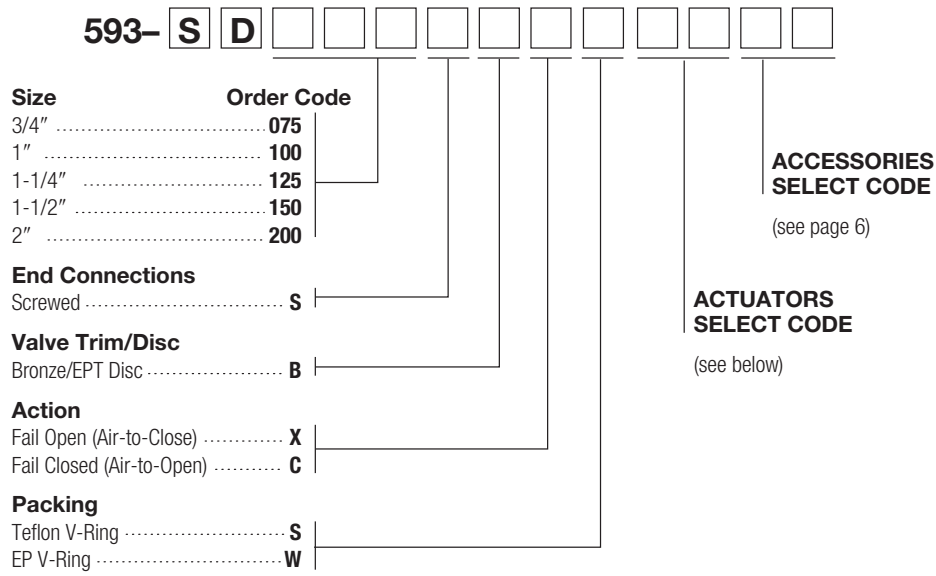 593– S D
Size Order Code
3/4″ 075
1″ 100
1-1/4″ 125
1-1/2″ 150
2″ 200
End Connections
Screwed S
Valve Trim/Disc
Bronze/EPT Disc B
Action
Fail Open (Air-to-Close) X
Fail Closed (Air-to-Open) C
Packing
Teflon V-Ring S
EP V-Ring W
ACTUATORS
SELECT CODE
(see below)
ACCESSORIES
SELECT CODE
(see page 6)